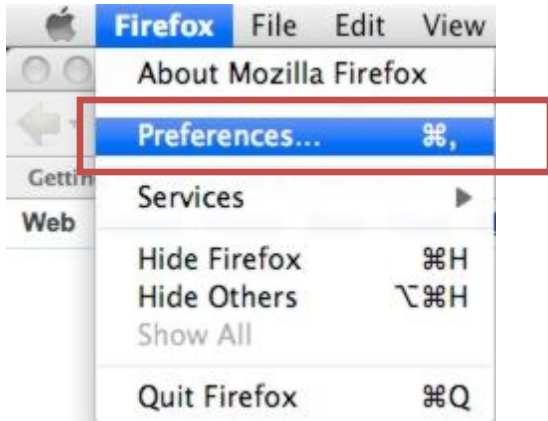 Firefox File Edit View
About Mozilla Firefox
Preferences... ⌘,
Services
Web
Hide Firefox ⌘H
Hide Others ⌥⌘H
Show All
Quit Firefox ⌘Q